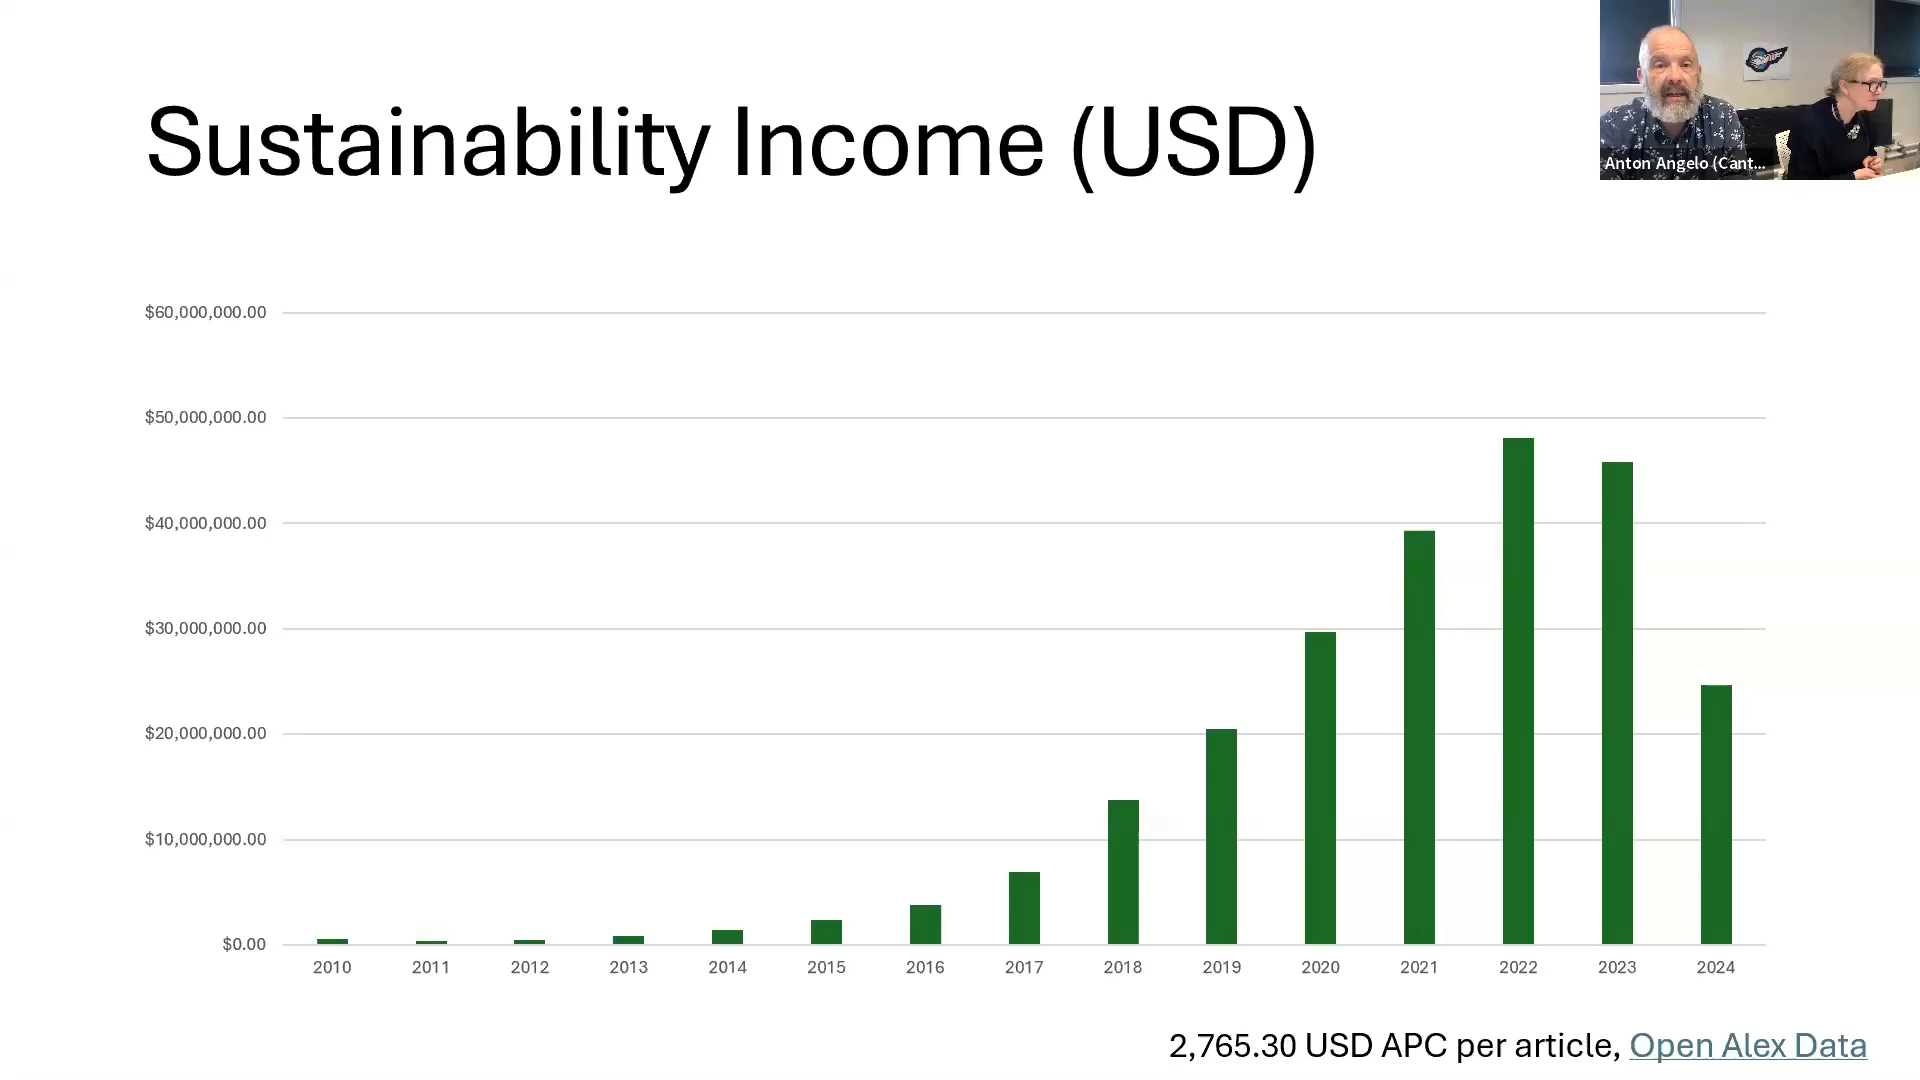 Sustainability Income (USD)
Anton Angelo (Cant...
$60,000,000.00
$50,000,000.00
$40,000,000.00
$30,000,000.00
$20,000,000.00
$10,000,000.00
$0.00
2010 2011 2012 2013 2014 2015 2016 2017 2018 2019 2020 2021 2022 2023 2024
2,765.30 USD APC per article, Open Alex Data